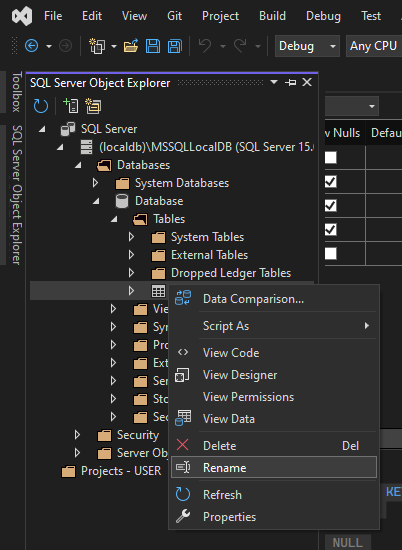 File Edit View Git Project Build
Debug Any CPU
Toolbox
SQL Server Object Explorer
SQL Server Object Explorer
SQL Server
(localdb)\MSSQLLocalDB (SQL Server 15.0
Databases
System Databases
Database
Tables
System Tables
External Tables
Dropped Ledger Tables
Vie
Syn
Pro
Ext
Ser
Sto
Sec
Security
Server Obj
Projects - USER
w Nulls Defau
Data Comparison...
Script As
View Code
View Designer
View Permissions
View Data
Delete Del
Rename
Refresh
Properties
KE
NULL